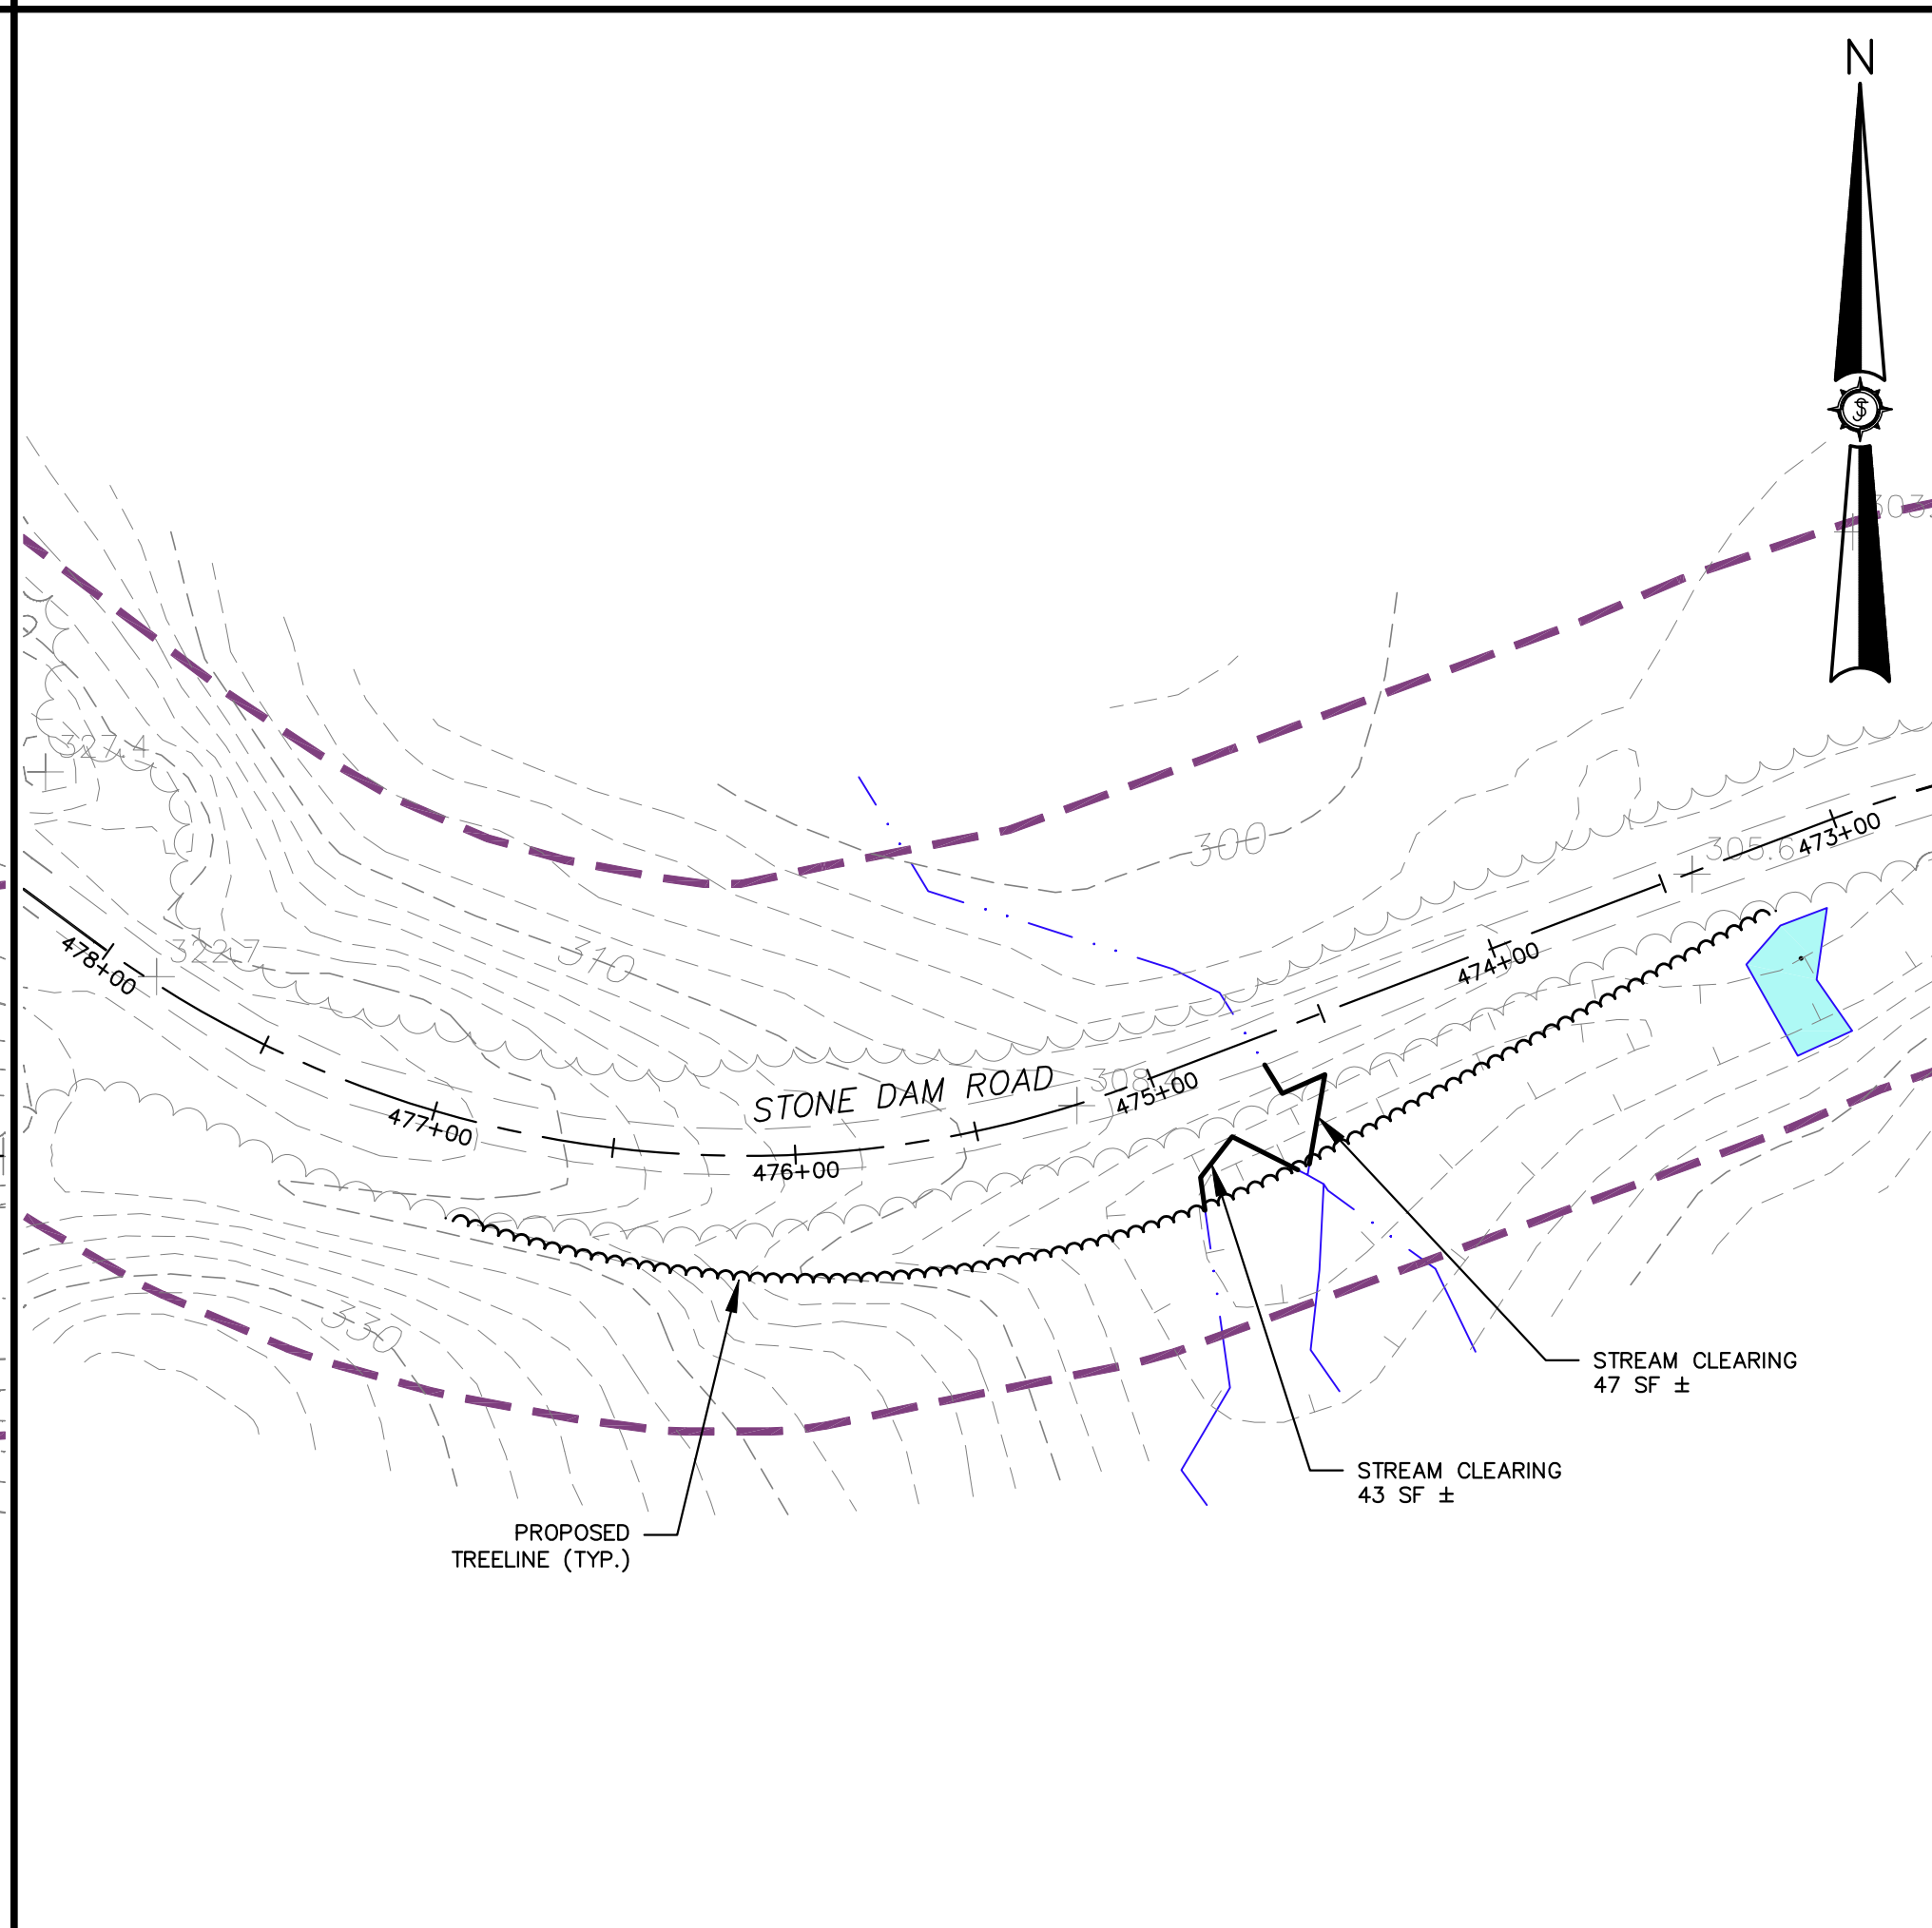 N
303.
327.4
300
305.6
473+00
310
322.7
478+00
474+00
STONE DAM ROAD
475+00
477+00
476+00
330
STREAM CLEARING
47 SF ±
STREAM CLEARING
43 SF ±
PROPOSED
TREELINE (TYP.)